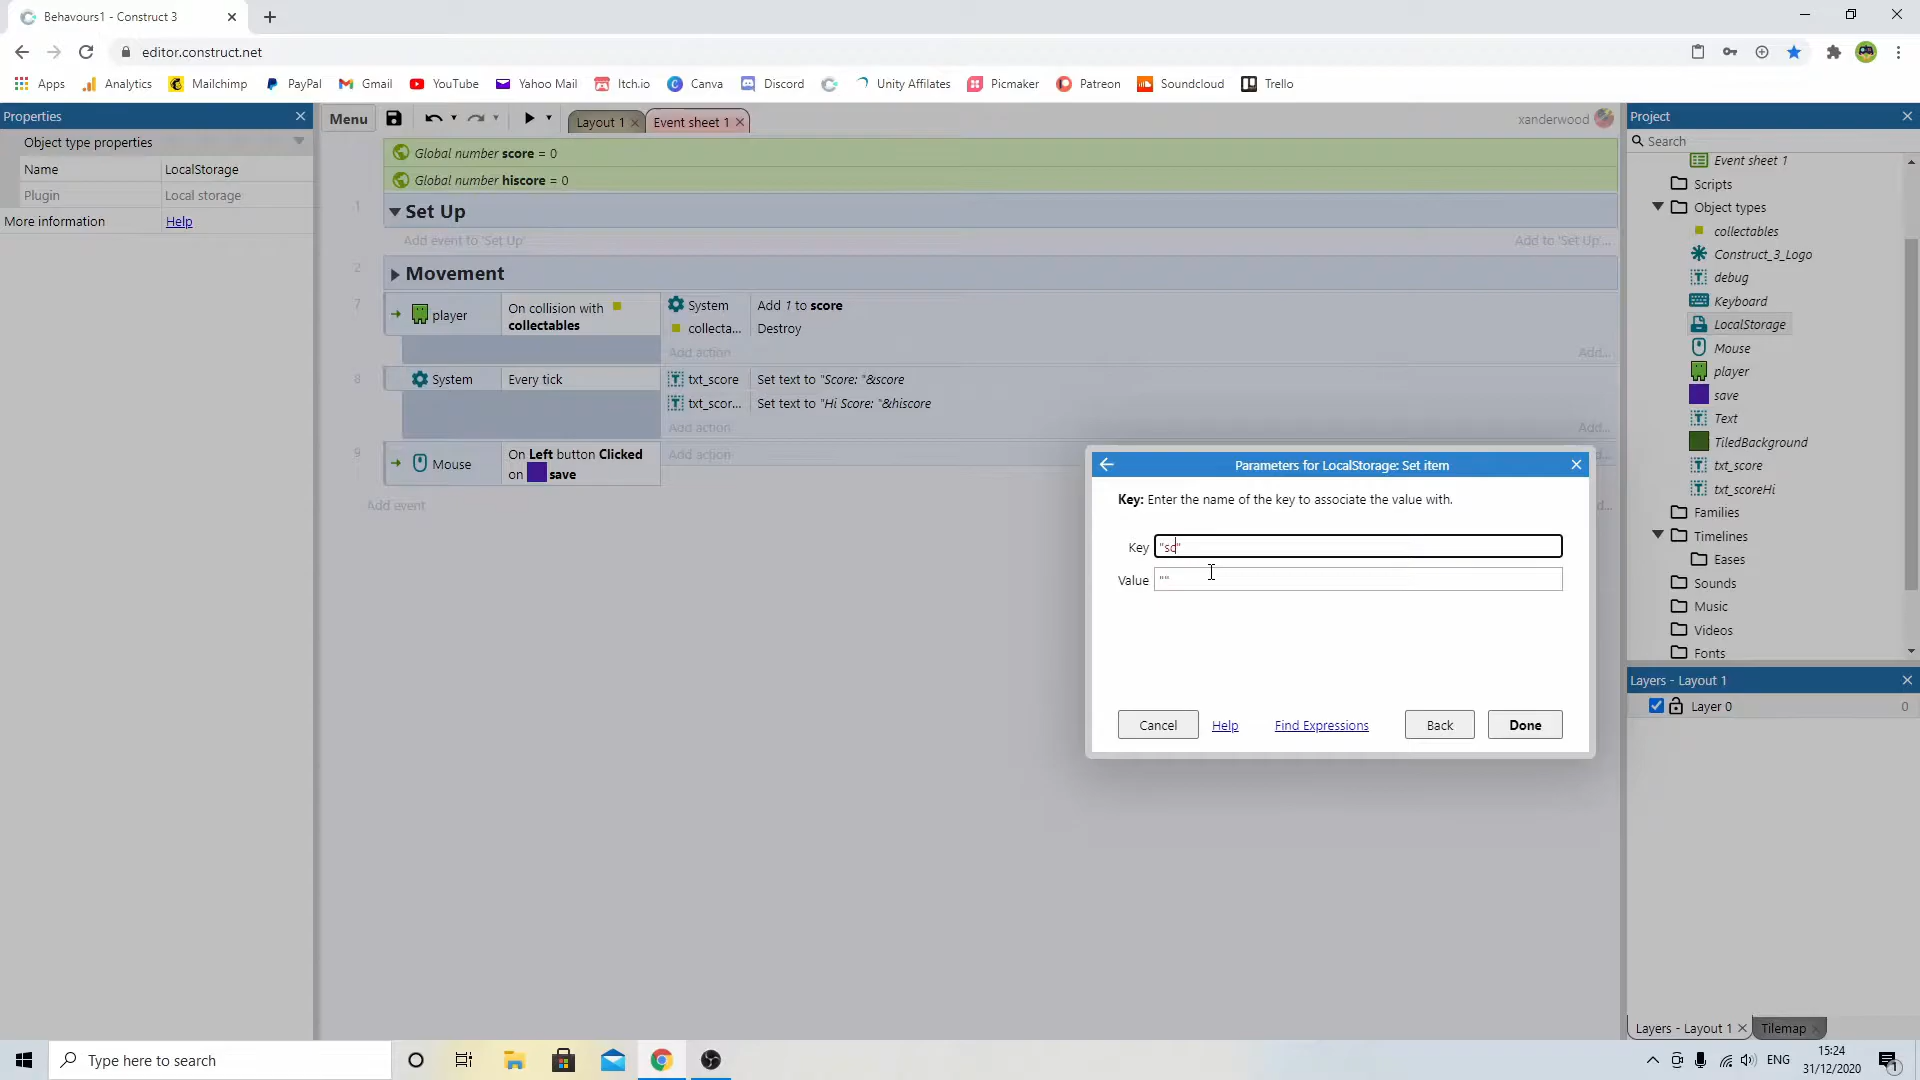 Behavours1 - Construct 3
editor.construct.net
Apps Analytics Mailchimp PayPal Gmail YouTube Yahoo Mail Itch.io Canva Discord Unity Affilates Picmaker Patreon Soundcloud Trello
Properties
Object type properties
Name LocalStorage
Plugin Local storage
More information Help
Menu
Layout 1
Event sheet 1
xanderwood
Global number score = 0
Global number hiscore = 0
1 Set Up
Add event to 'Set Up'
Add to 'Set Up'...
2 Movement
7 player On collision with collectables
System Add 1 to score
collecta... Destroy
Add action
Add...
8 System Every tick
txt_score Set text to "Score: "&score
txt_scor... Set text to "Hi Score: "&hiscore
Add action
Add...
9 Mouse On Left button Clicked on save
Add action
Add event
Parameters for LocalStorage: Set item
Key: Enter the name of the key to associate the value with.
Key "sc"
Value ""
Cancel Help Find Expressions Back Done
Project
Search
Event sheet 1
Scripts
Object types
collectables
Construct_3_Logo
debug
Keyboard
LocalStorage
Mouse
player
save
Text
TiledBackground
txt_score
txt_scoreHi
Families
Timelines
Eases
Sounds
Music
Videos
Fonts
Layers - Layout 1
Layer 0 0
Layers - Layout 1
Tilemap
Type here to search
ENG
15:24
31/12/2020
1